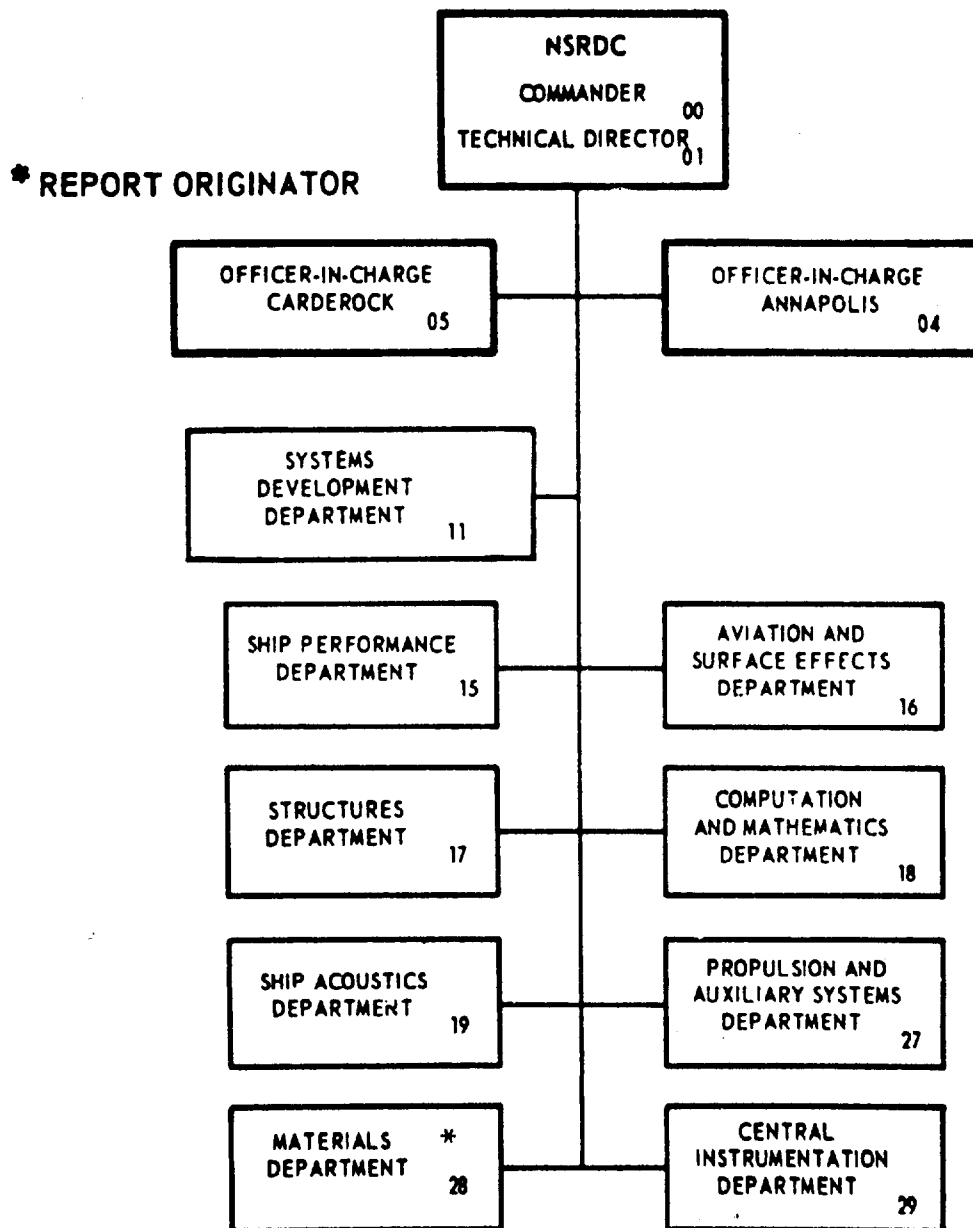 NSRDC
COMMANDER
00
TECHNICAL DIRECTOR
01
* REPORT ORIGINATOR
OFFICER-IN-CHARGE
CARDEROCK
05
OFFICER-IN-CHARGE
ANNAPOLIS
04
SYSTEMS
DEVELOPMENT
DEPARTMENT
11
SHIP PERFORMANCE
DEPARTMENT
15
AVIATION AND
SURFACE EFFECTS
DEPARTMENT
16
STRUCTURES
DEPARTMENT
17
COMPUTATION
AND MATHEMATICS
DEPARTMENT
18
SHIP ACOUSTICS
DEPARTMENT
19
PROPULSION AND
AUXILIARY SYSTEMS
DEPARTMENT
27
MATERIALS *
DEPARTMENT
28
CENTRAL
INSTRUMENTATION
DEPARTMENT
29